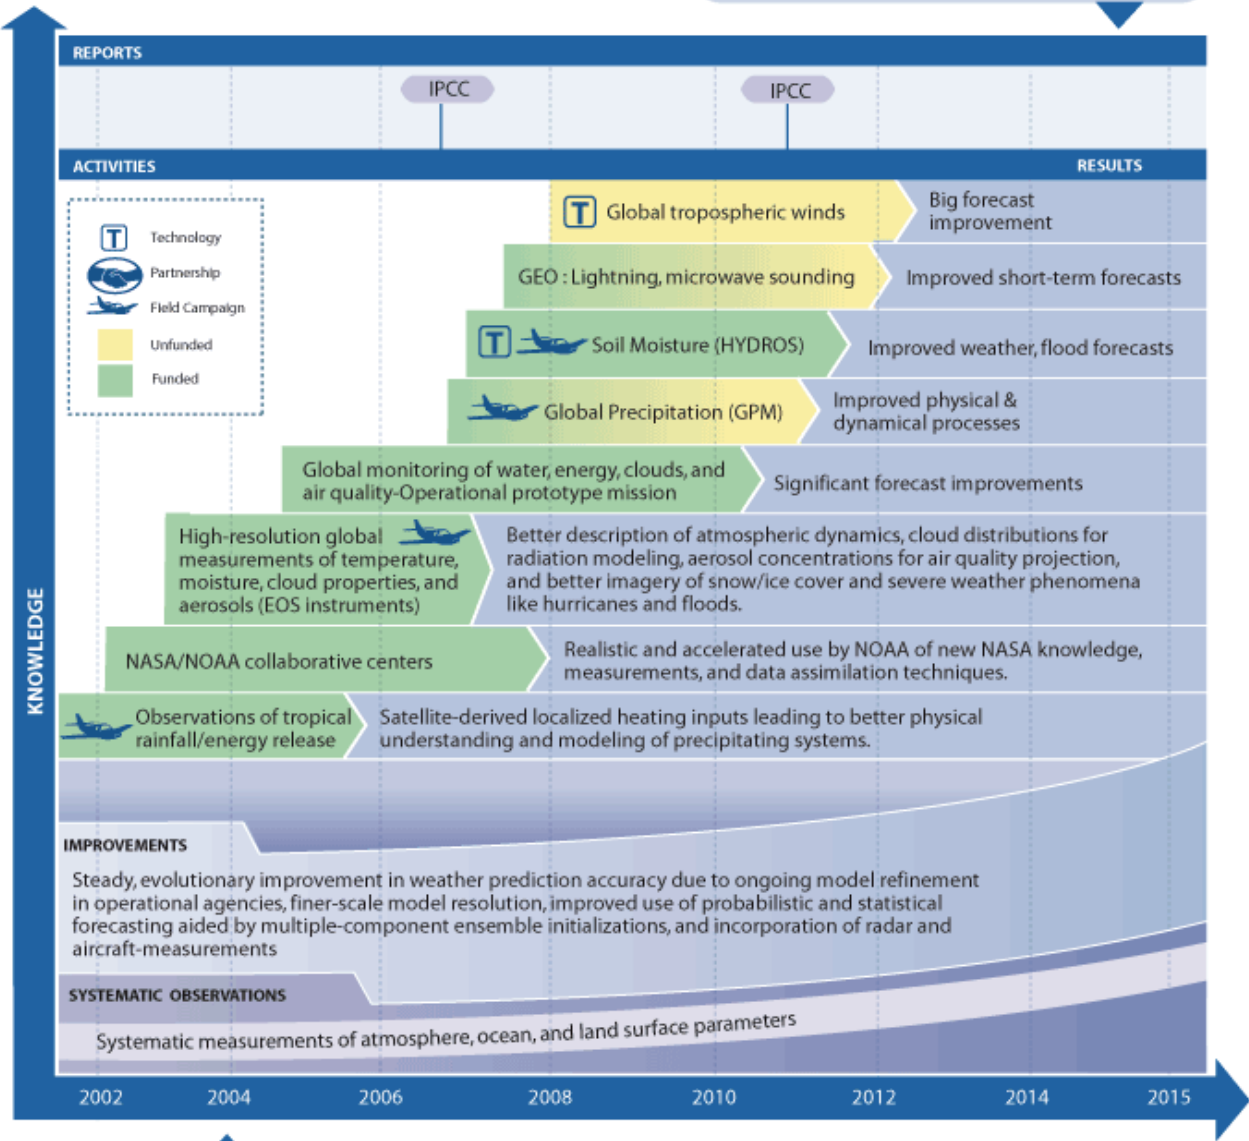 REPORTS
IPCC
IPCC
ACTIVITIES
RESULTS
T
Technology
Partnership
Field Campaign
Unfunded
Funded
T
Global tropospheric winds
Big forecast
improvement
GEO : Lightning, microwave sounding
Improved short-term forecasts
T
Soil Moisture (HYDROS)
Improved weather, flood forecasts
Global Precipitation (GPM)
Improved physical &
dynamical processes
Global monitoring of water, energy, clouds, and
air quality-Operational prototype mission
Significant forecast improvements
High-resolution global
measurements of temperature,
moisture, cloud properties, and
aerosols (EOS instruments)
Better description of atmospheric dynamics, cloud distributions for
radiation modeling, aerosol concentrations for air quality projection,
and better imagery of snow/ice cover and severe weather phenomena
like hurricanes and floods.
NASA/NOAA collaborative centers
Realistic and accelerated use by NOAA of new NASA knowledge,
measurements, and data assimilation techniques.
Observations of tropical
rainfall/energy release
Satellite-derived localized heating inputs leading to better physical
understanding and modeling of precipitating systems.
KNOWLEDGE
IMPROVEMENTS
Steady, evolutionary improvement in weather prediction accuracy due to ongoing model refinement
in operational agencies, finer-scale model resolution, improved use of probabilistic and statistical
forecasting aided by multiple-component ensemble initializations, and incorporation of radar and
aircraft-measurements
SYSTEMATIC OBSERVATIONS
Systematic measurements of atmosphere, ocean, and land surface parameters
2002 2004 2006 2008 2010 2012 2014 2015